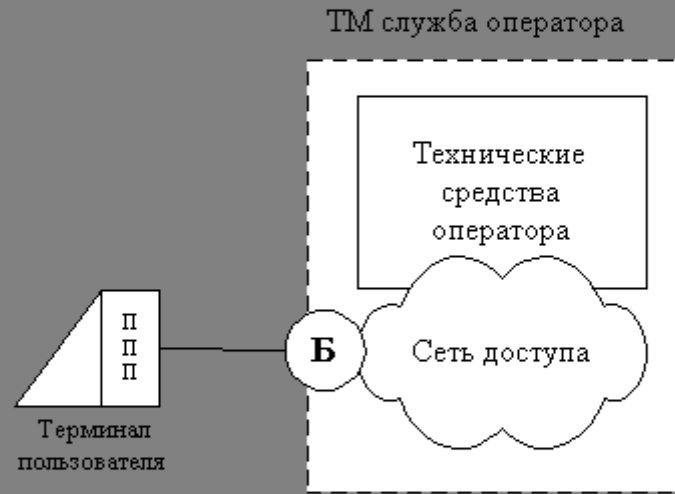 ТМ служба оператора
Технические
средства
оператора
Б
Сеть доступа
П
П
П
Терминал
пользователя